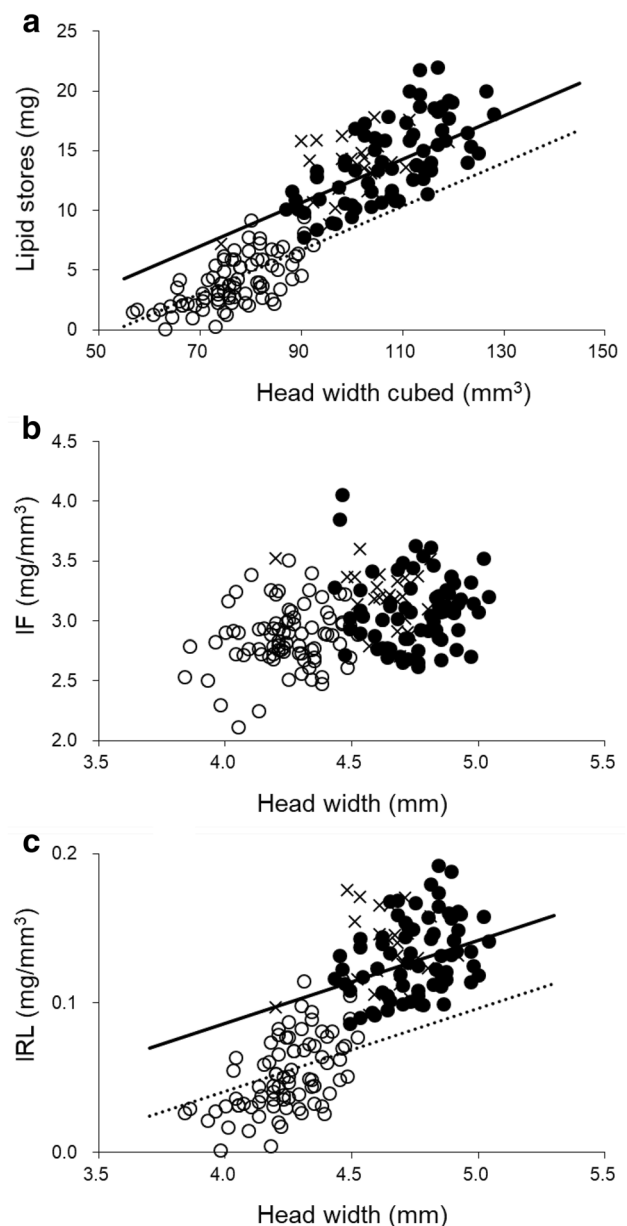 a
25
20
15
10
5
0
Lipid stores (mg)
50 70 90 110 130 150
Head width cubed (mm³)
b
4.5
4.0
3.5
3.0
2.5
2.0
IF (mg/mm³)
3.5 4.0 4.5 5.0 5.5
Head width (mm)
c
0.2
0.1
0.0
IRL (mg/mm³)
3.5 4.0 4.5 5.0 5.5
Head width (mm)